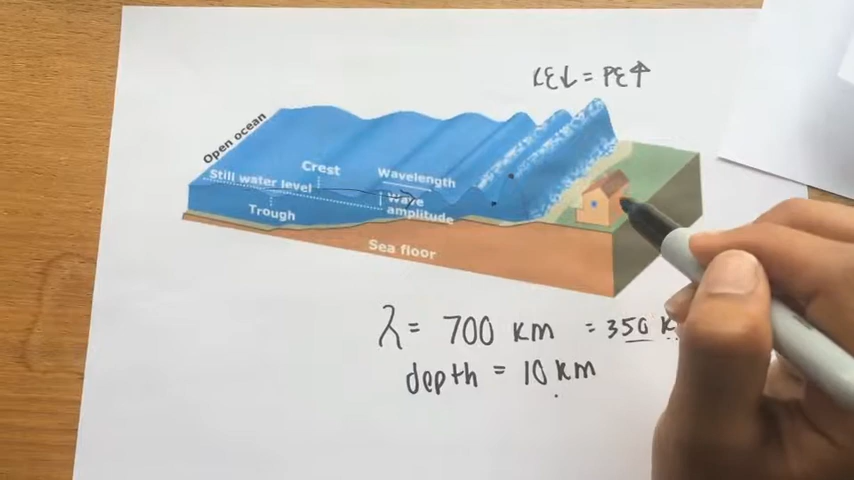 KE↓ = PE↑
Open ocean
Crest
Still water level
Wavelength
Trough
Wave
amplitude
Sea floor
λ = 700 km = 350 k
depth = 10 km